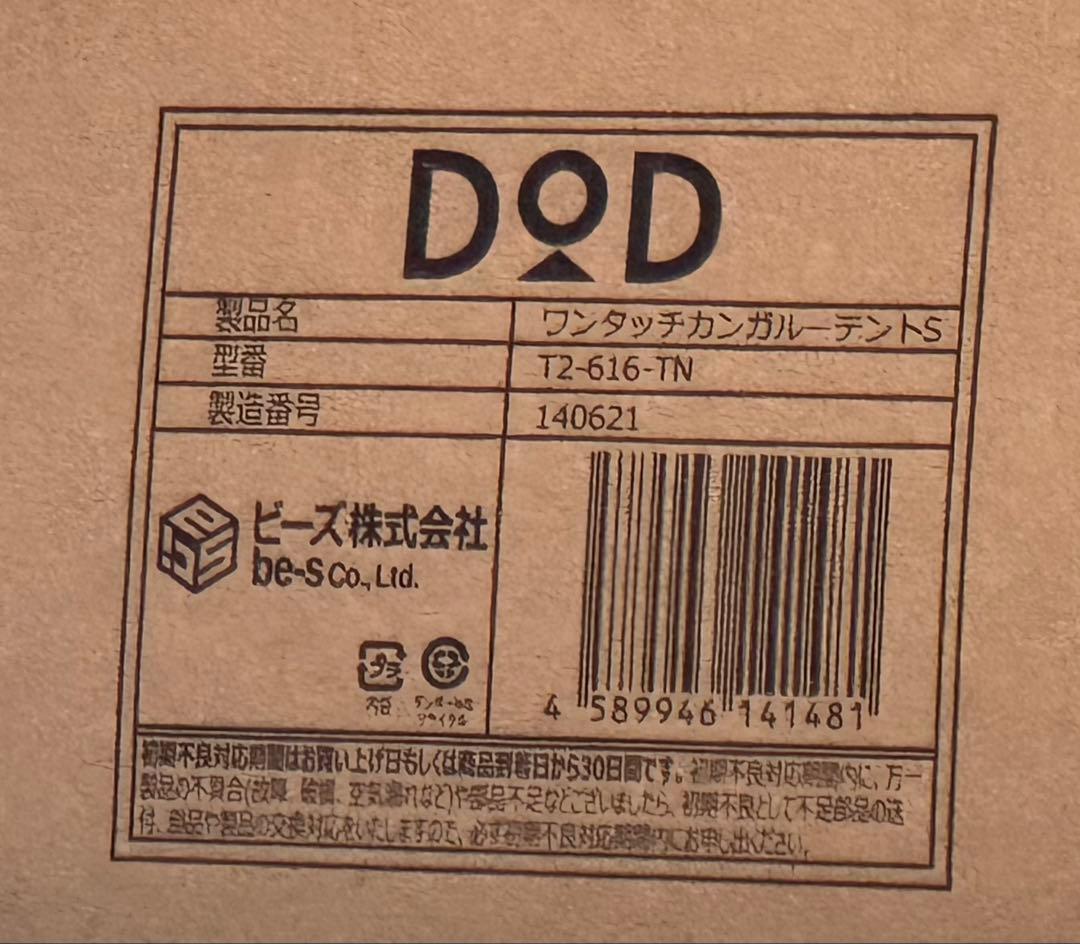 DOD
製品名 ワンタッチカンガルーテントS
型番 T2-616-TN
製造番号 140621
ビーズ株式会社
be-s Co., Ltd.
プラ
4 589946 141481
初期不良対応期間はお買い上げ日もしくは商品到着日から30日間です。初期不良対応期間内に、万一
製品の不具合(故障、破損、空気漏れなど)や部品不足などございましたら、初期不良として不足部品の送
付、部品や製品の交換対応をいたしますので、必ず初期不良対応期間内にお申し出ください。